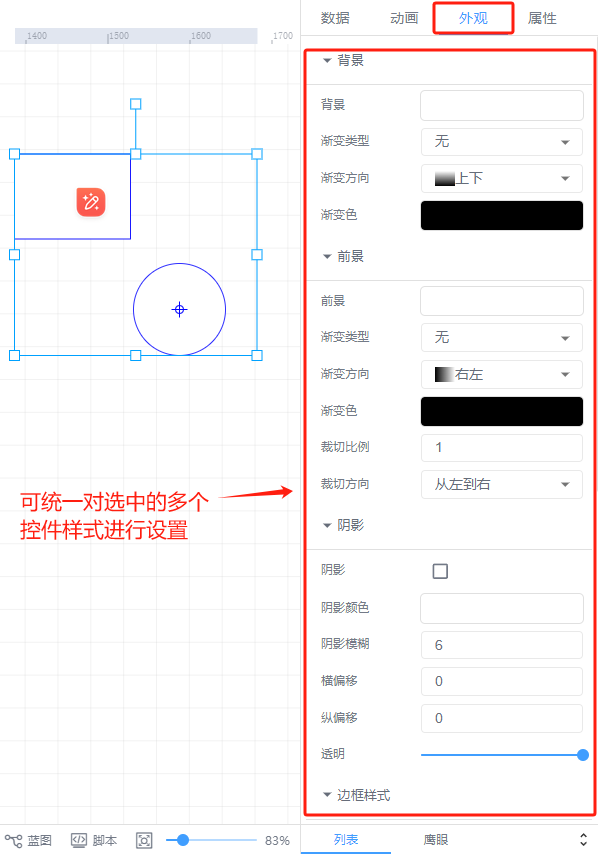 数据 动画 外观 属性
1400 1500 1600 1700
背景
背景
渐变类型 无
渐变方向 上下
渐变色
前景
前景
渐变类型 无
渐变方向 右左
渐变色
裁切比例 1
裁切方向 从左到右
可统一对选中的多个
控件样式进行设置
阴影
阴影
阴影颜色
阴影模糊 6
横偏移 0
纵偏移 0
透明
边框样式
蓝图 脚本 83% 列表 鹰眼